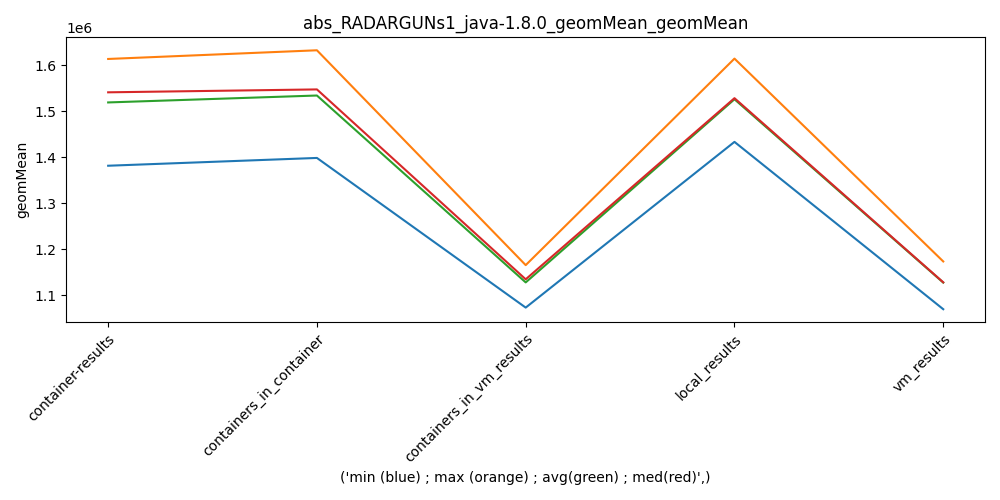 abs_RADARGUNs1_java-1.8.0_geomMean_geomMean
1e6
1.6
1.5
1.4
1.3
1.2
1.1
geomMean
container-results
containers_in_container
containers_in_vm_results
local_results
vm_results
('min (blue) ; max (orange) ; avg(green) ; med(red)',)